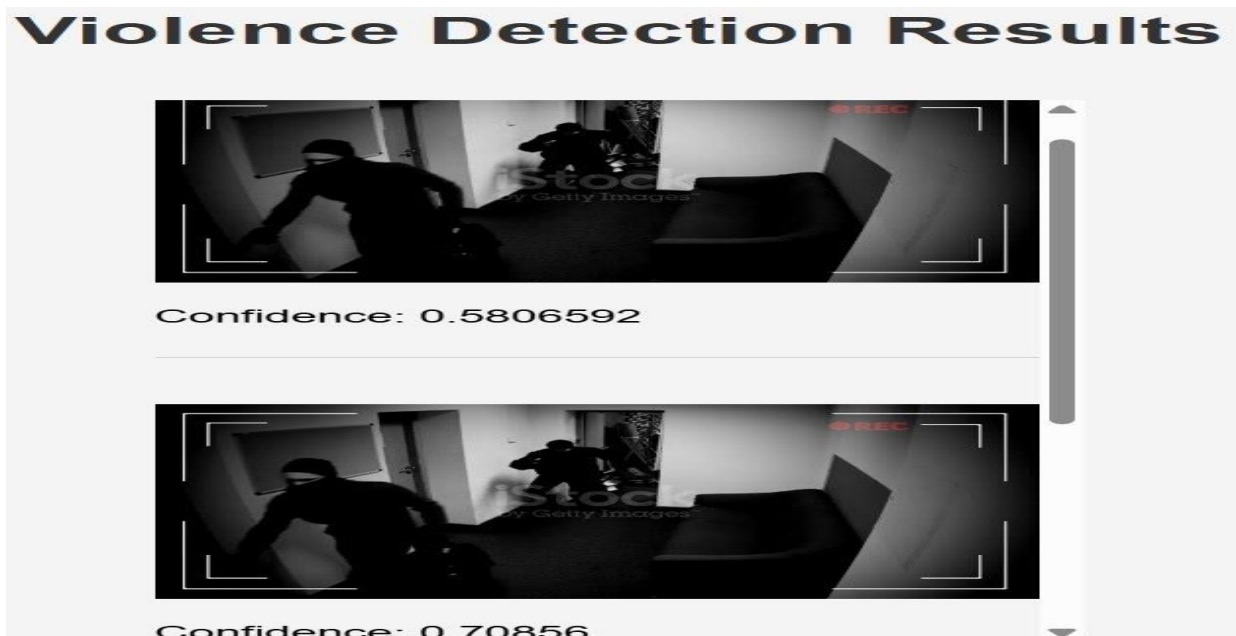 Violence Detection Results
REC
iStock
by Getty Images
Confidence: 0.5806592
REC
iStock
by Getty Images
Confidence: 0.70856